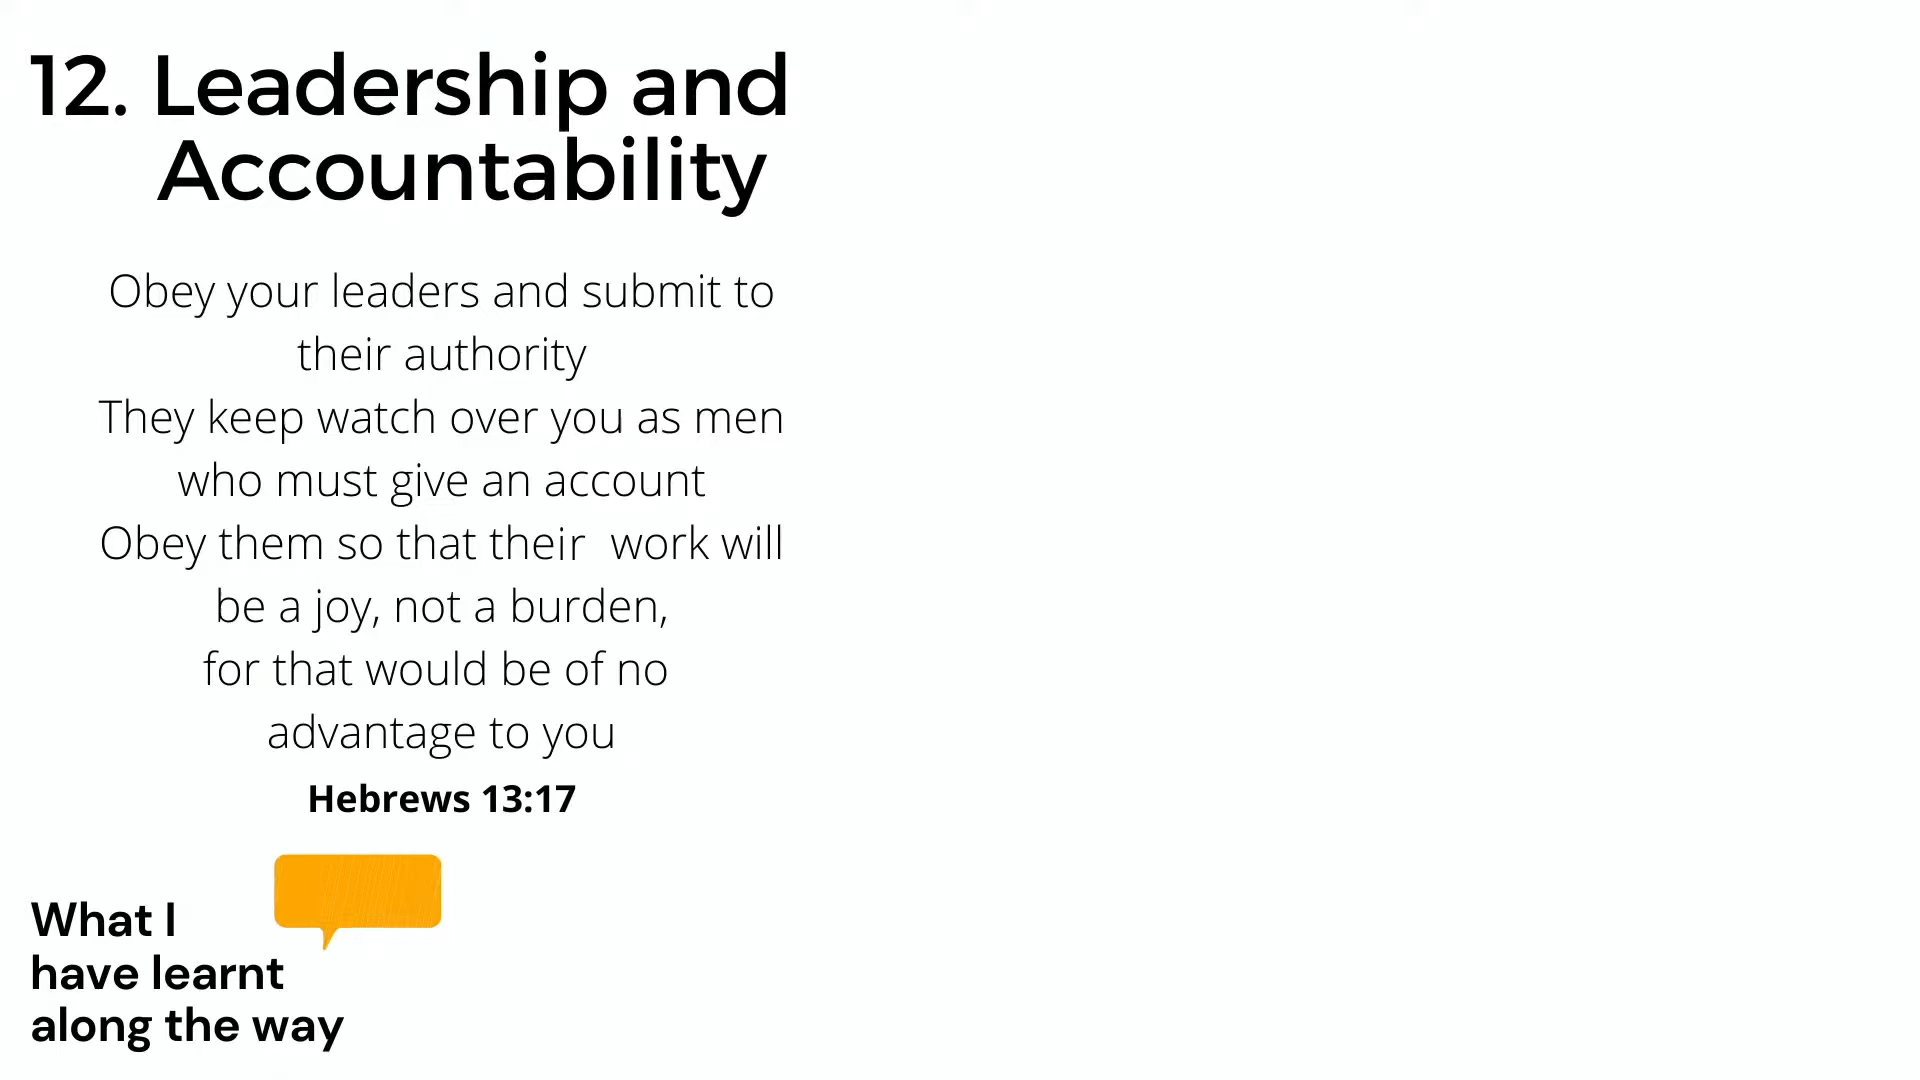 12. Leadership and
Accountability
Obey your leaders and submit to
their authority
They keep watch over you as men
who must give an account
Obey them so that their  work will
be a joy, not a burden,
for that would be of no
advantage to you
Hebrews 13:17
What I
have learnt
along the way